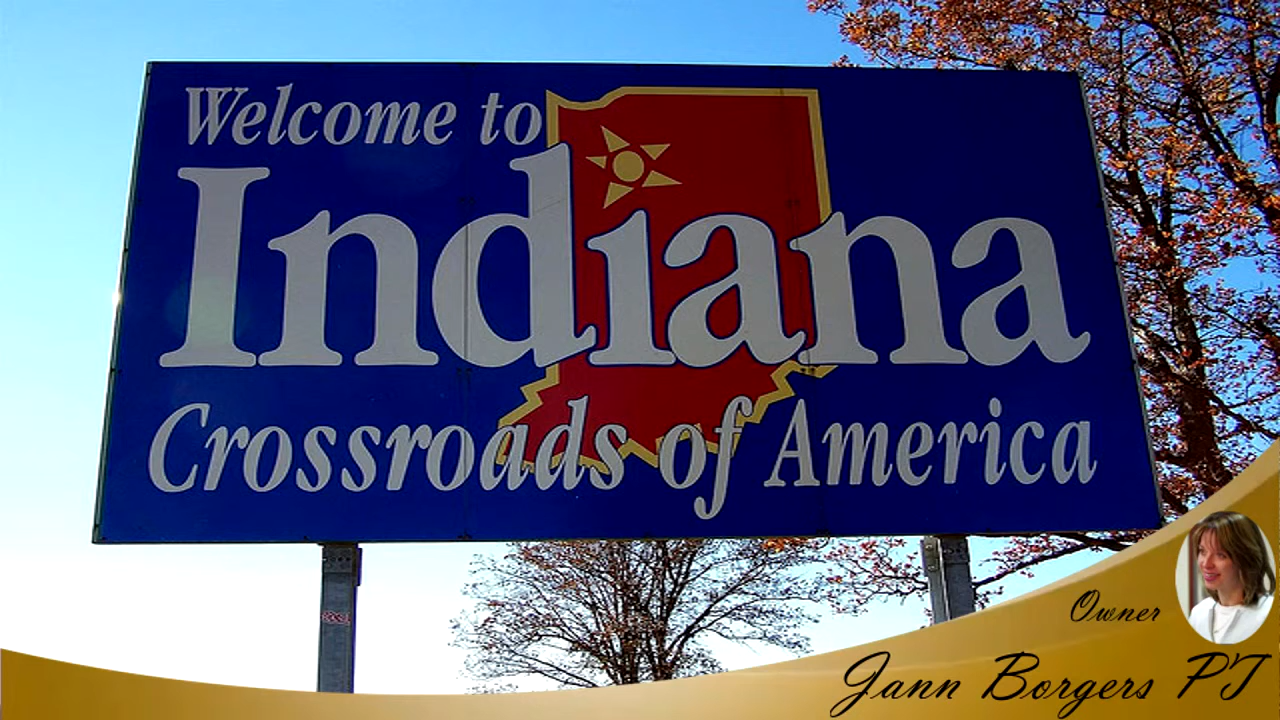 Welcome to
Indiana
Crossroads of America
Owner
Jann Borgers PT